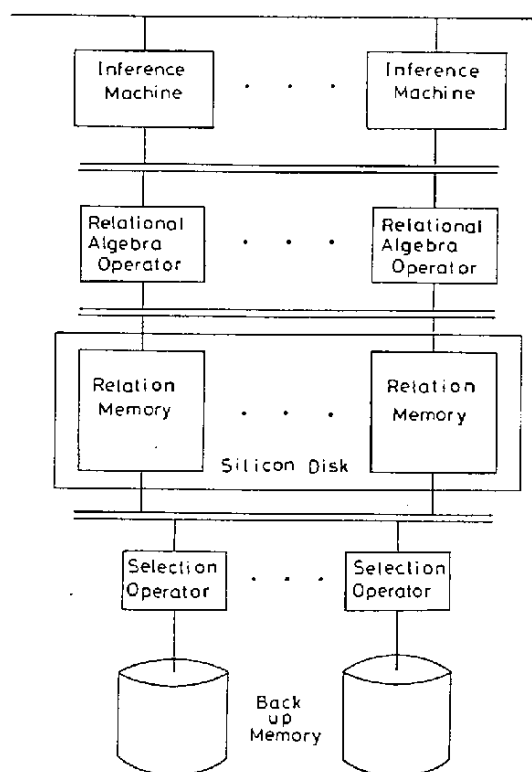 Inference
Machine
Inference
Machine
Relational
Algebra
Operator
Relational
Algebra
Operator
Relation
Memory
Relation
Memory
Silicon Disk
Selection
Operator
Selection
Operator
Back
up
Memory